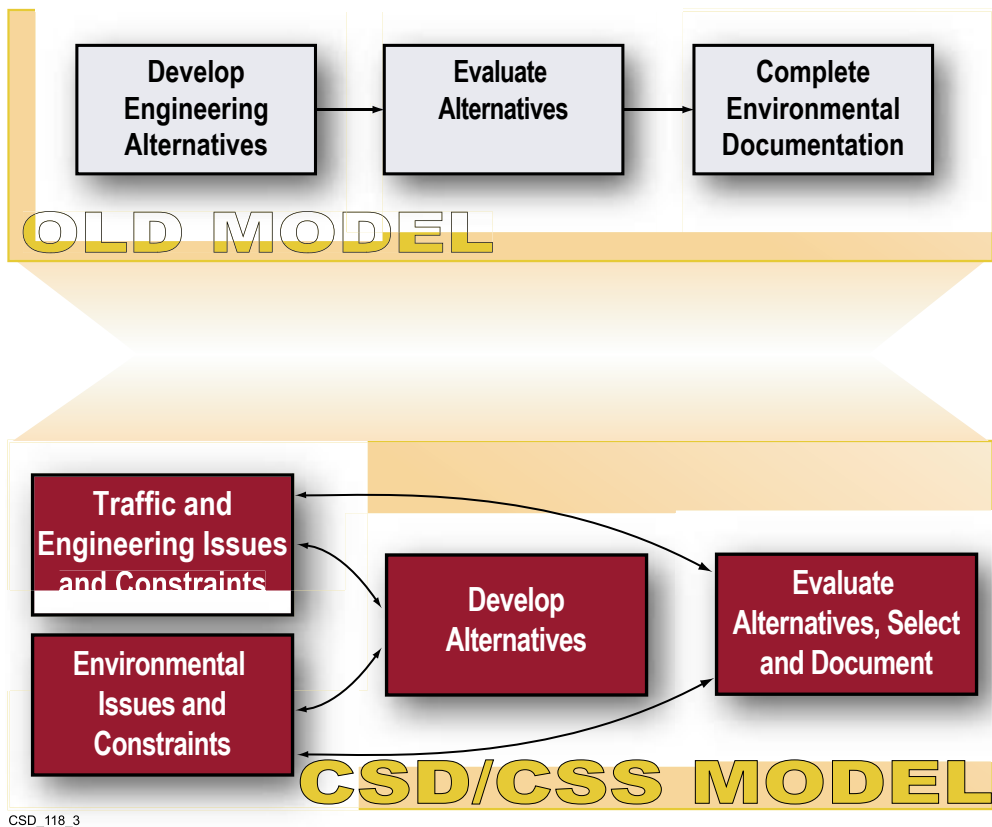 Develop
Engineering
Alternatives
Evaluate
Alternatives
Complete
Environmental
Documentation
OLD MODEL
Traffic and
Engineering Issues
and Constraints
Environmental
Issues and
Constraints
Develop
Alternatives
Evaluate
Alternatives, Select
and Document
CSD/CSS MODEL
CSD_118_3